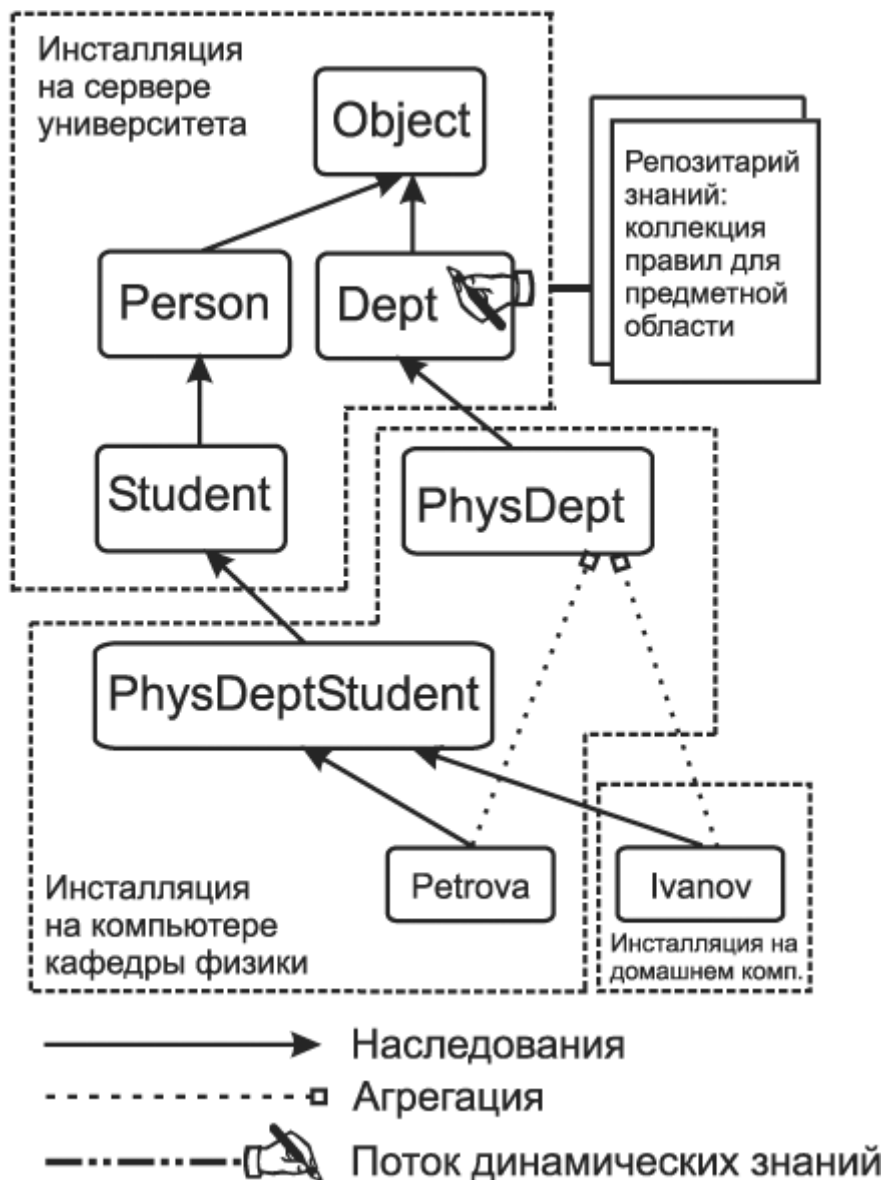 Инсталляция
на сервере
университета
Object
Репозитарий
знаний:
коллекция
правил для
предметной
области
Person
Dept
Student
PhysDept
PhysDeptStudent
Petrova
Ivanov
Инсталляция
на компьютере
кафедры физики
Инсталляция на
домашнем комп.
Наследования
Агрегация
Поток динамических знаний